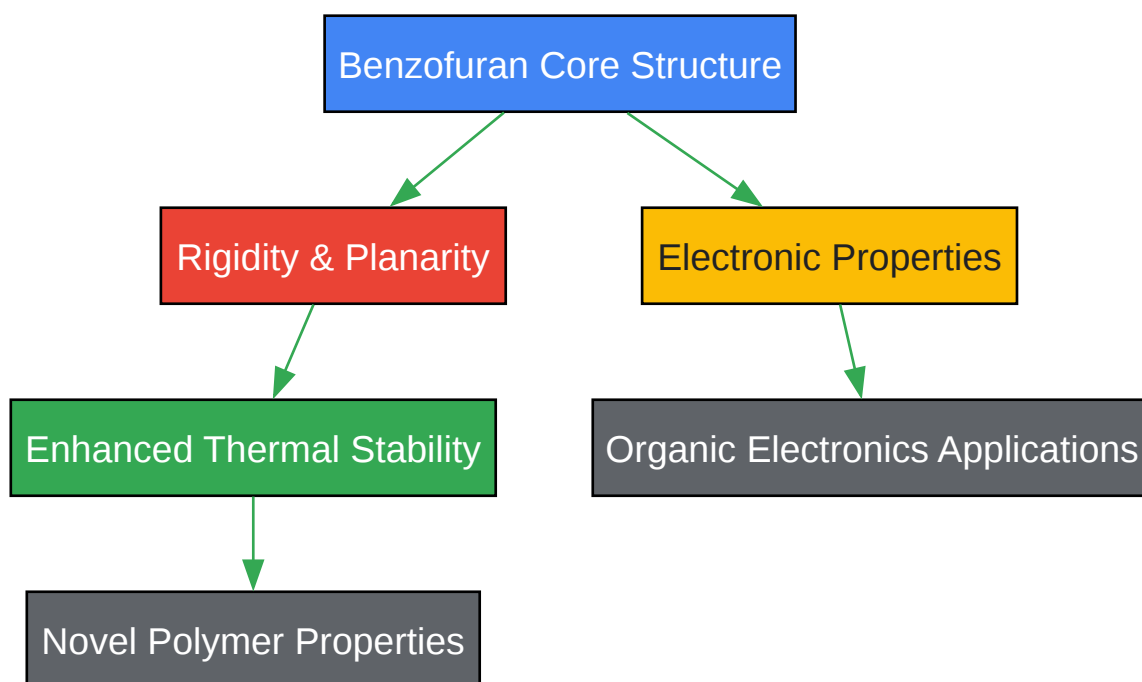 Benzofuran Core Structure
Rigidity & Planarity
Electronic Properties
Enhanced Thermal Stability
Organic Electronics Applications
Novel Polymer Properties